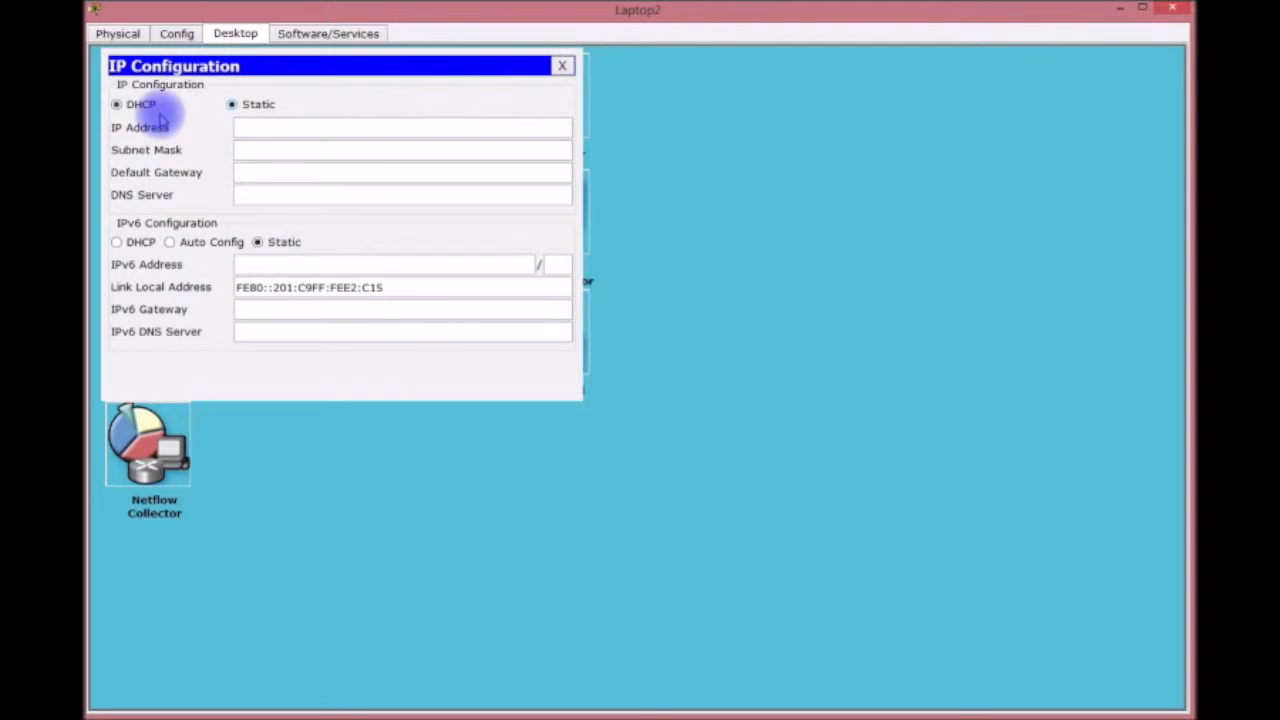 Laptop2
Physical Config Desktop Software/Services
IP Configuration X
IP Configuration
DHCP Static
IP Address
Subnet Mask
Default Gateway
DNS Server
IPv6 Configuration
DHCP Auto Config Static
IPv6 Address /
Link Local Address FE80::201:C9FF:FEE2:C15
IPv6 Gateway
IPv6 DNS Server
or
Netflow
Collector